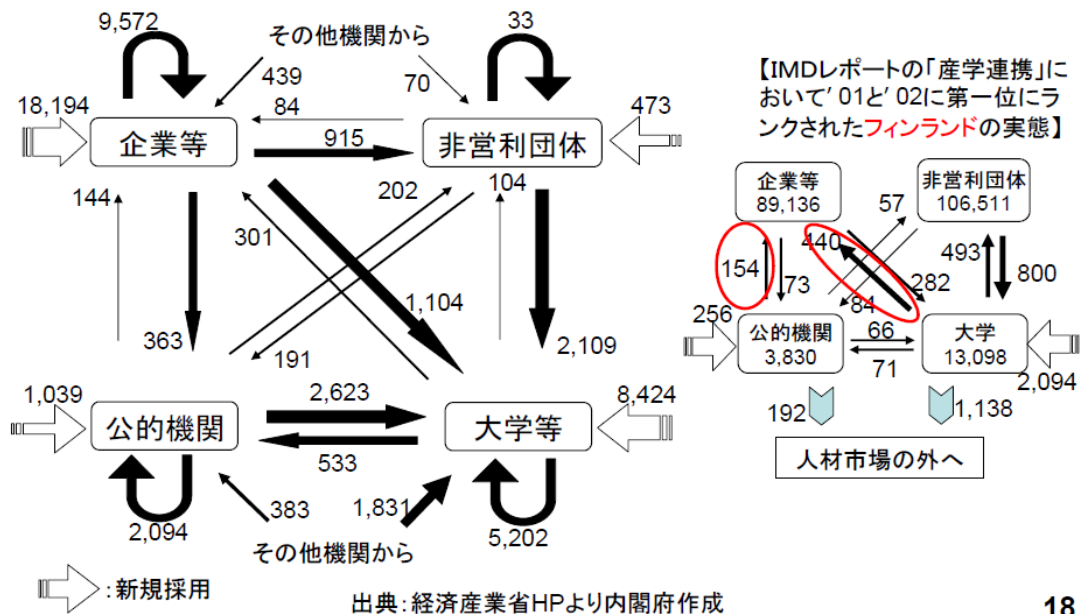 9,572
33
その他機関から
439
70
18,194
84
473
企業等
915
非営利団体
144
202
104
301
1,104
363
191
2,109
1,039
2,623
8,424
公的機関
大学等
533
383
1,831
2,094
5,202
その他機関から
:新規採用
出典:経済産業省HPより内閣府作成
【IMDレポートの「産学連携」に
おいて’01と’02に第一位にラ
ンクされたフィンランドの実態】
企業等
89,136
非営利団体
106,511
57
440
154
73
282
493
800
256
84
公的機関
3,830
66
71
大学
13,098
2,094
192
1,138
人材市場の外へ
18